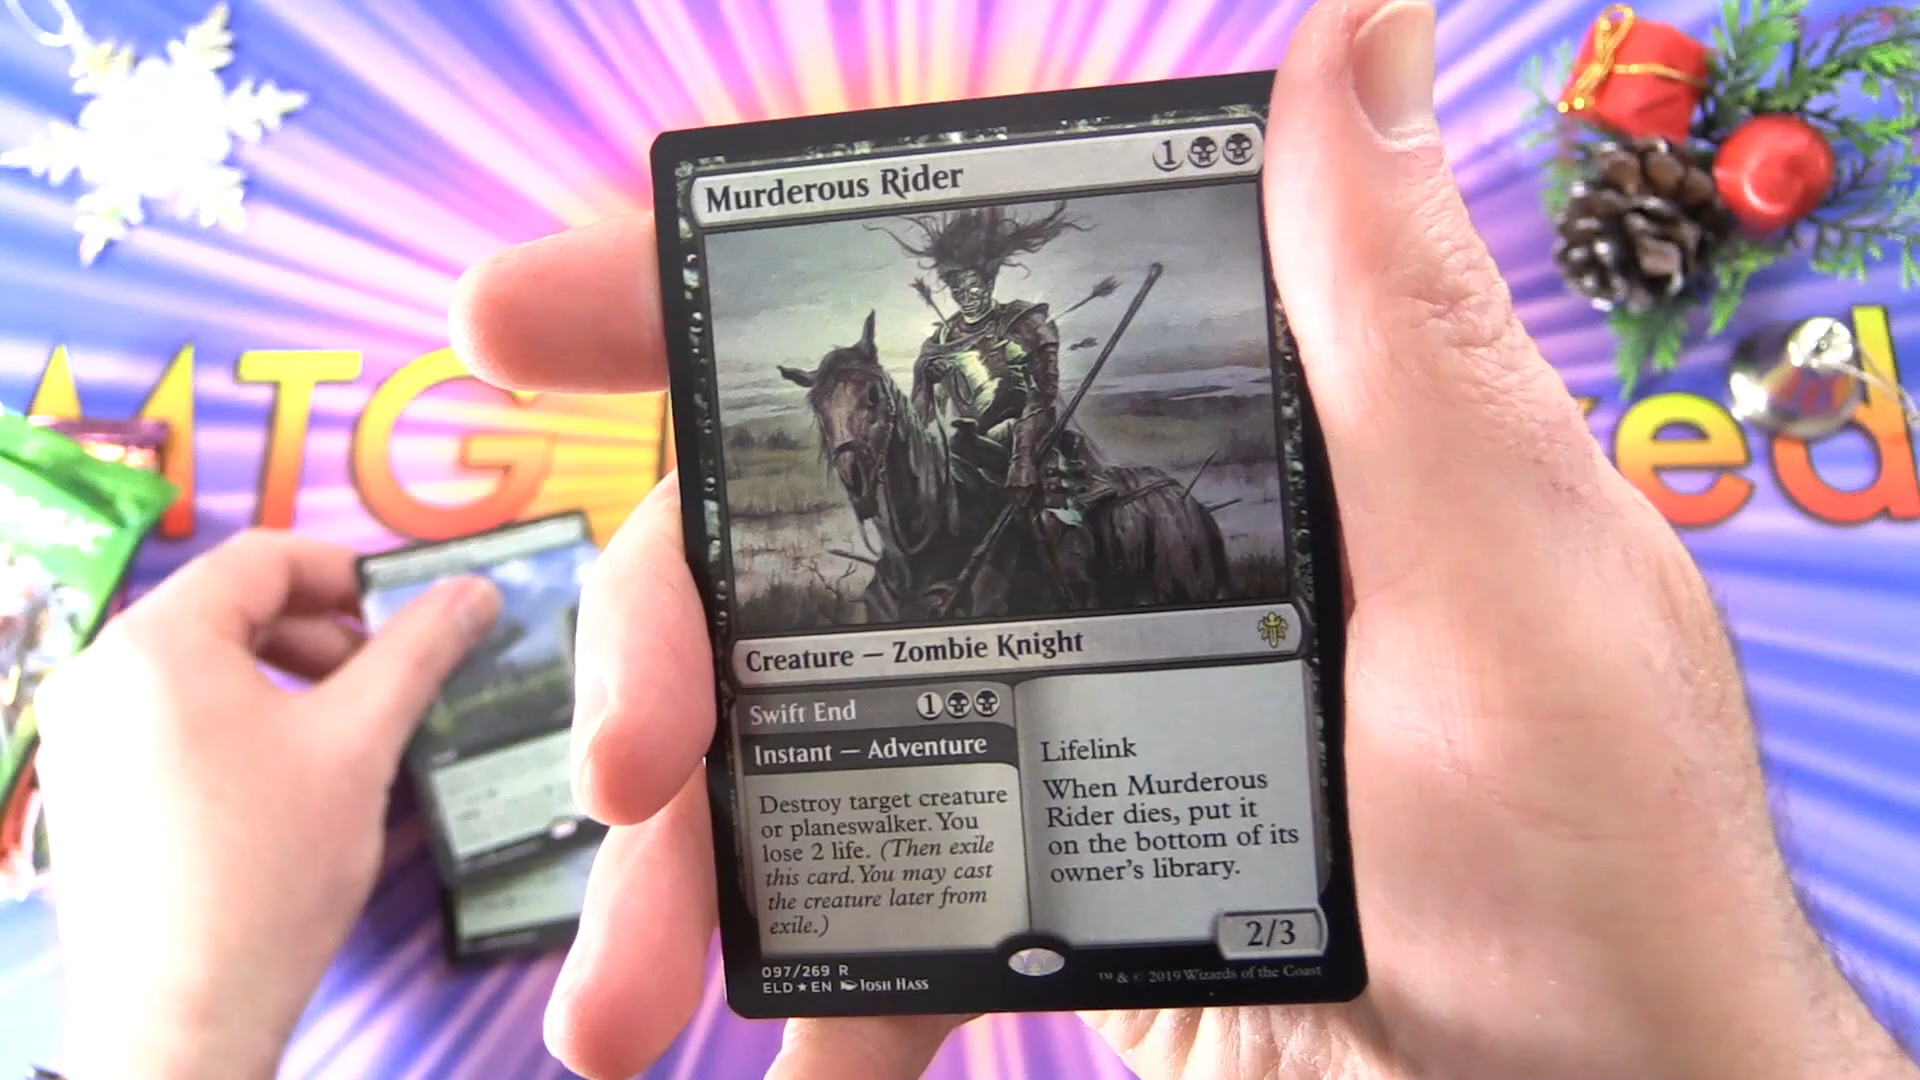 MTG
ed
Murderous Rider 1
Creature — Zombie Knight
Swift End 1
Instant — Adventure
Destroy target creature
or planeswalker. You
lose 2 life. (Then exile
this card. You may cast
the creature later from
exile.)
Lifelink
When Murderous
Rider dies, put it
on the bottom of its
owner's library.
2/3
097/269 R
ELD★EN Josh Hass
™ & © 2019 Wizards of the Coast